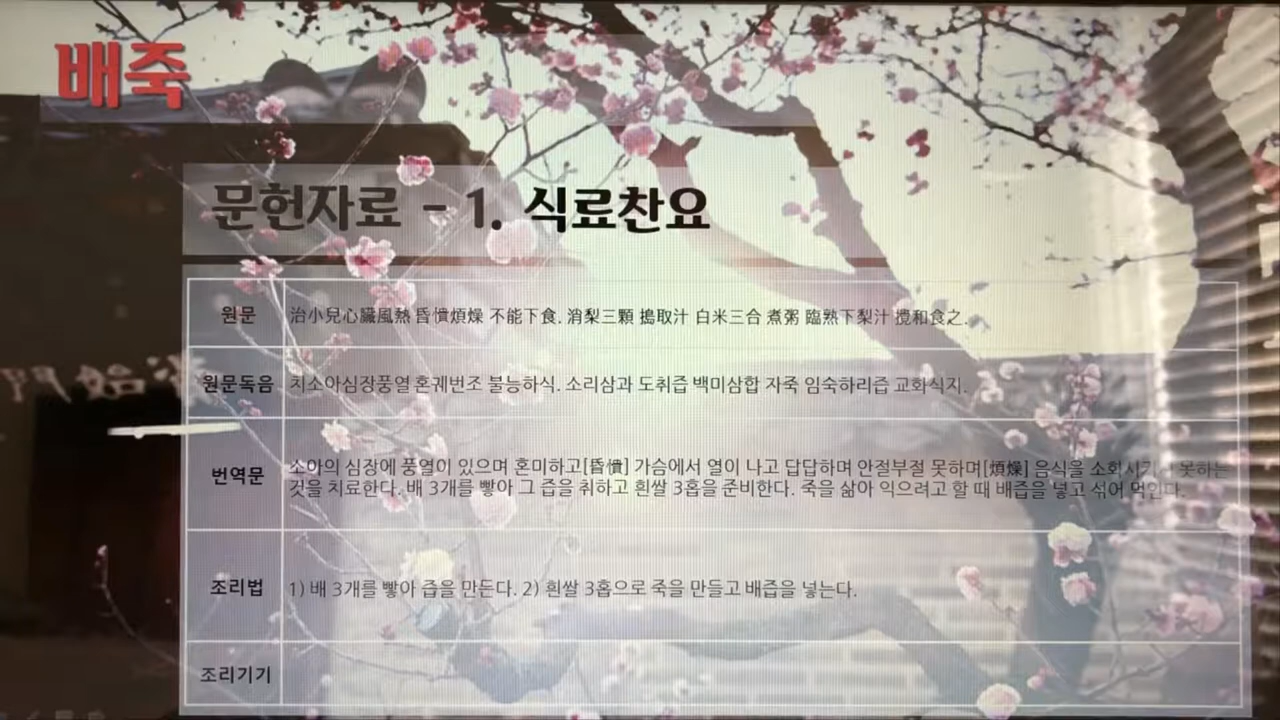 배죽
문헌자료 - 1. 식료찬요
원문 治小兒心臟風熱 昏憒煩燥 不能下食. 消梨三顆 搗取汁 白米三合 煮粥 臨熟下梨汁 攪和食之.
원문독음 치소아심장풍열 혼궤번조 불능하식. 소리삼과 도취즙 백미삼합 자죽 임숙하리즙 교화식지.
번역문 소아의 심장에 풍열이 있으며 혼미하고[昏憒] 가슴에서 열이 나고 답답하며 안절부절 못하며[煩燥] 음식을 소화시키지 못하는
것을 치료한다. 배 3개를 빻아 그 즙을 취하고 흰쌀 3홉을 준비한다. 죽을 삶아 익으려고 할 때 배즙을 넣고 섞어 먹인다.
조리법 1) 배 3개를 빻아 즙을 만든다. 2) 흰쌀 3홉으로 죽을 만들고 배즙을 넣는다.
조리기기